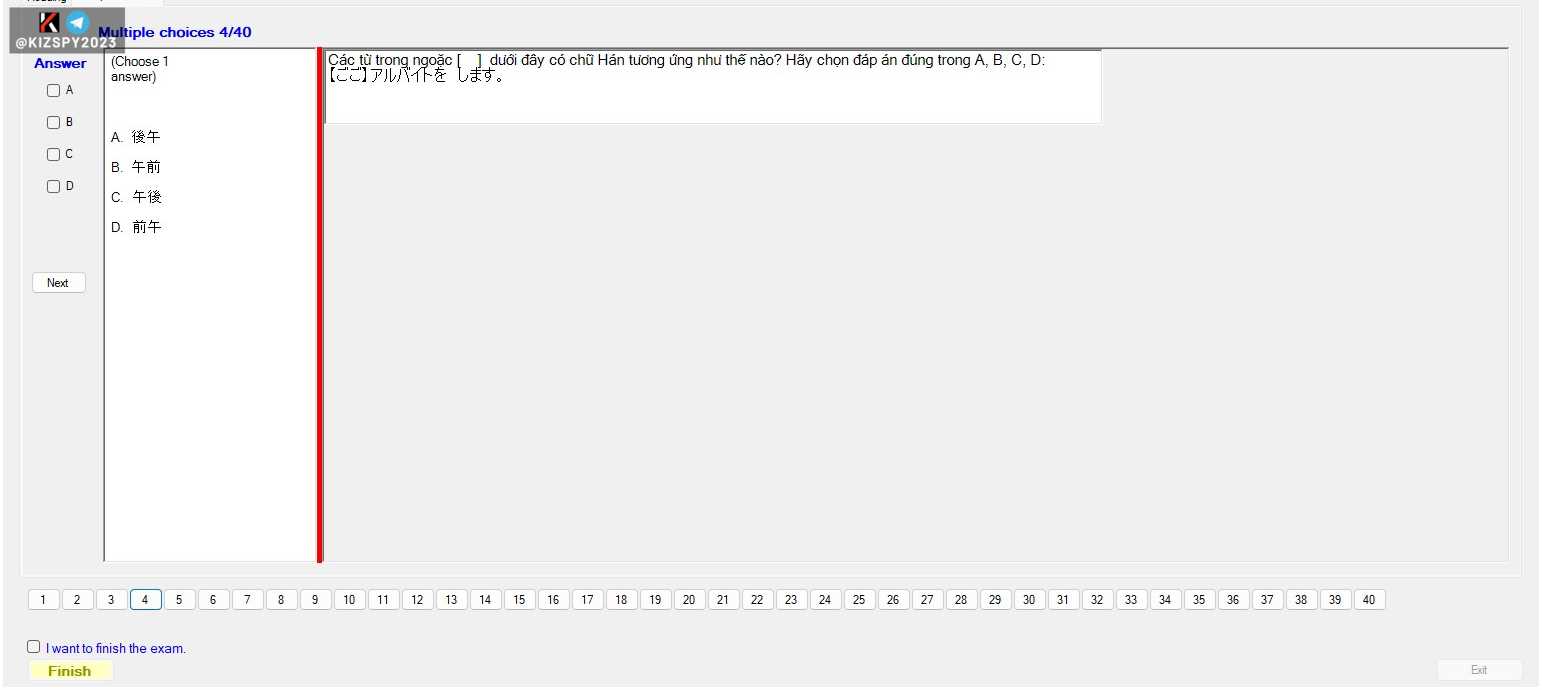 @KIZSPY2023
Multiple choices 4/40
Answer
A
B
C
D
Next
(Choose 1
answer)
A. 後午
B. 午前
C. 午後
D. 前午
Các từ trong ngoặc [ ] dưới đây có chữ Hán tương ứng như thế nào? Hãy chọn đáp án đúng trong A, B, C, D:
【ごご】アルバイトを します。
1 2 3 4 5 6 7 8 9 10 11 12 13 14 15 16 17 18 19 20 21 22 23 24 25 26 27 28 29 30 31 32 33 34 35 36 37 38 39 40
I want to finish the exam.
Finish
Exit